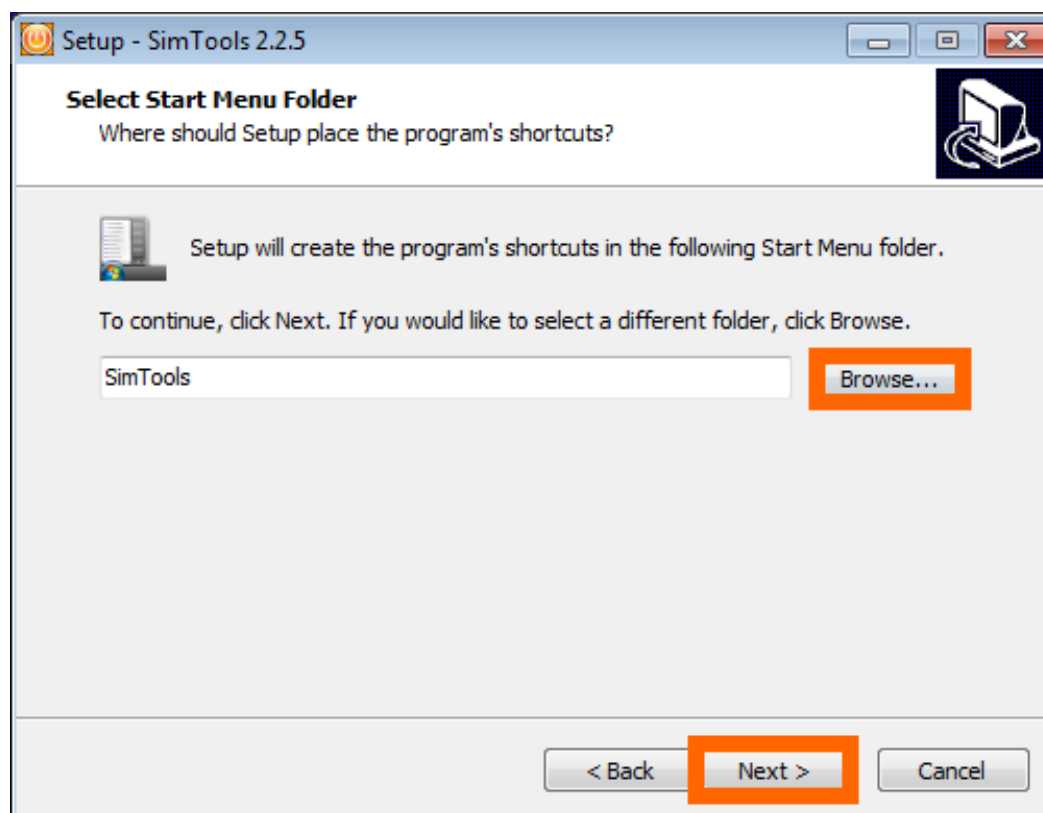 Setup - SimTools 2.2.5
Select Start Menu Folder
Where should Setup place the program's shortcuts?
Setup will create the program's shortcuts in the following Start Menu folder.
To continue, click Next. If you would like to select a different folder, click Browse.
SimTools
Browse...
< Back
Next >
Cancel